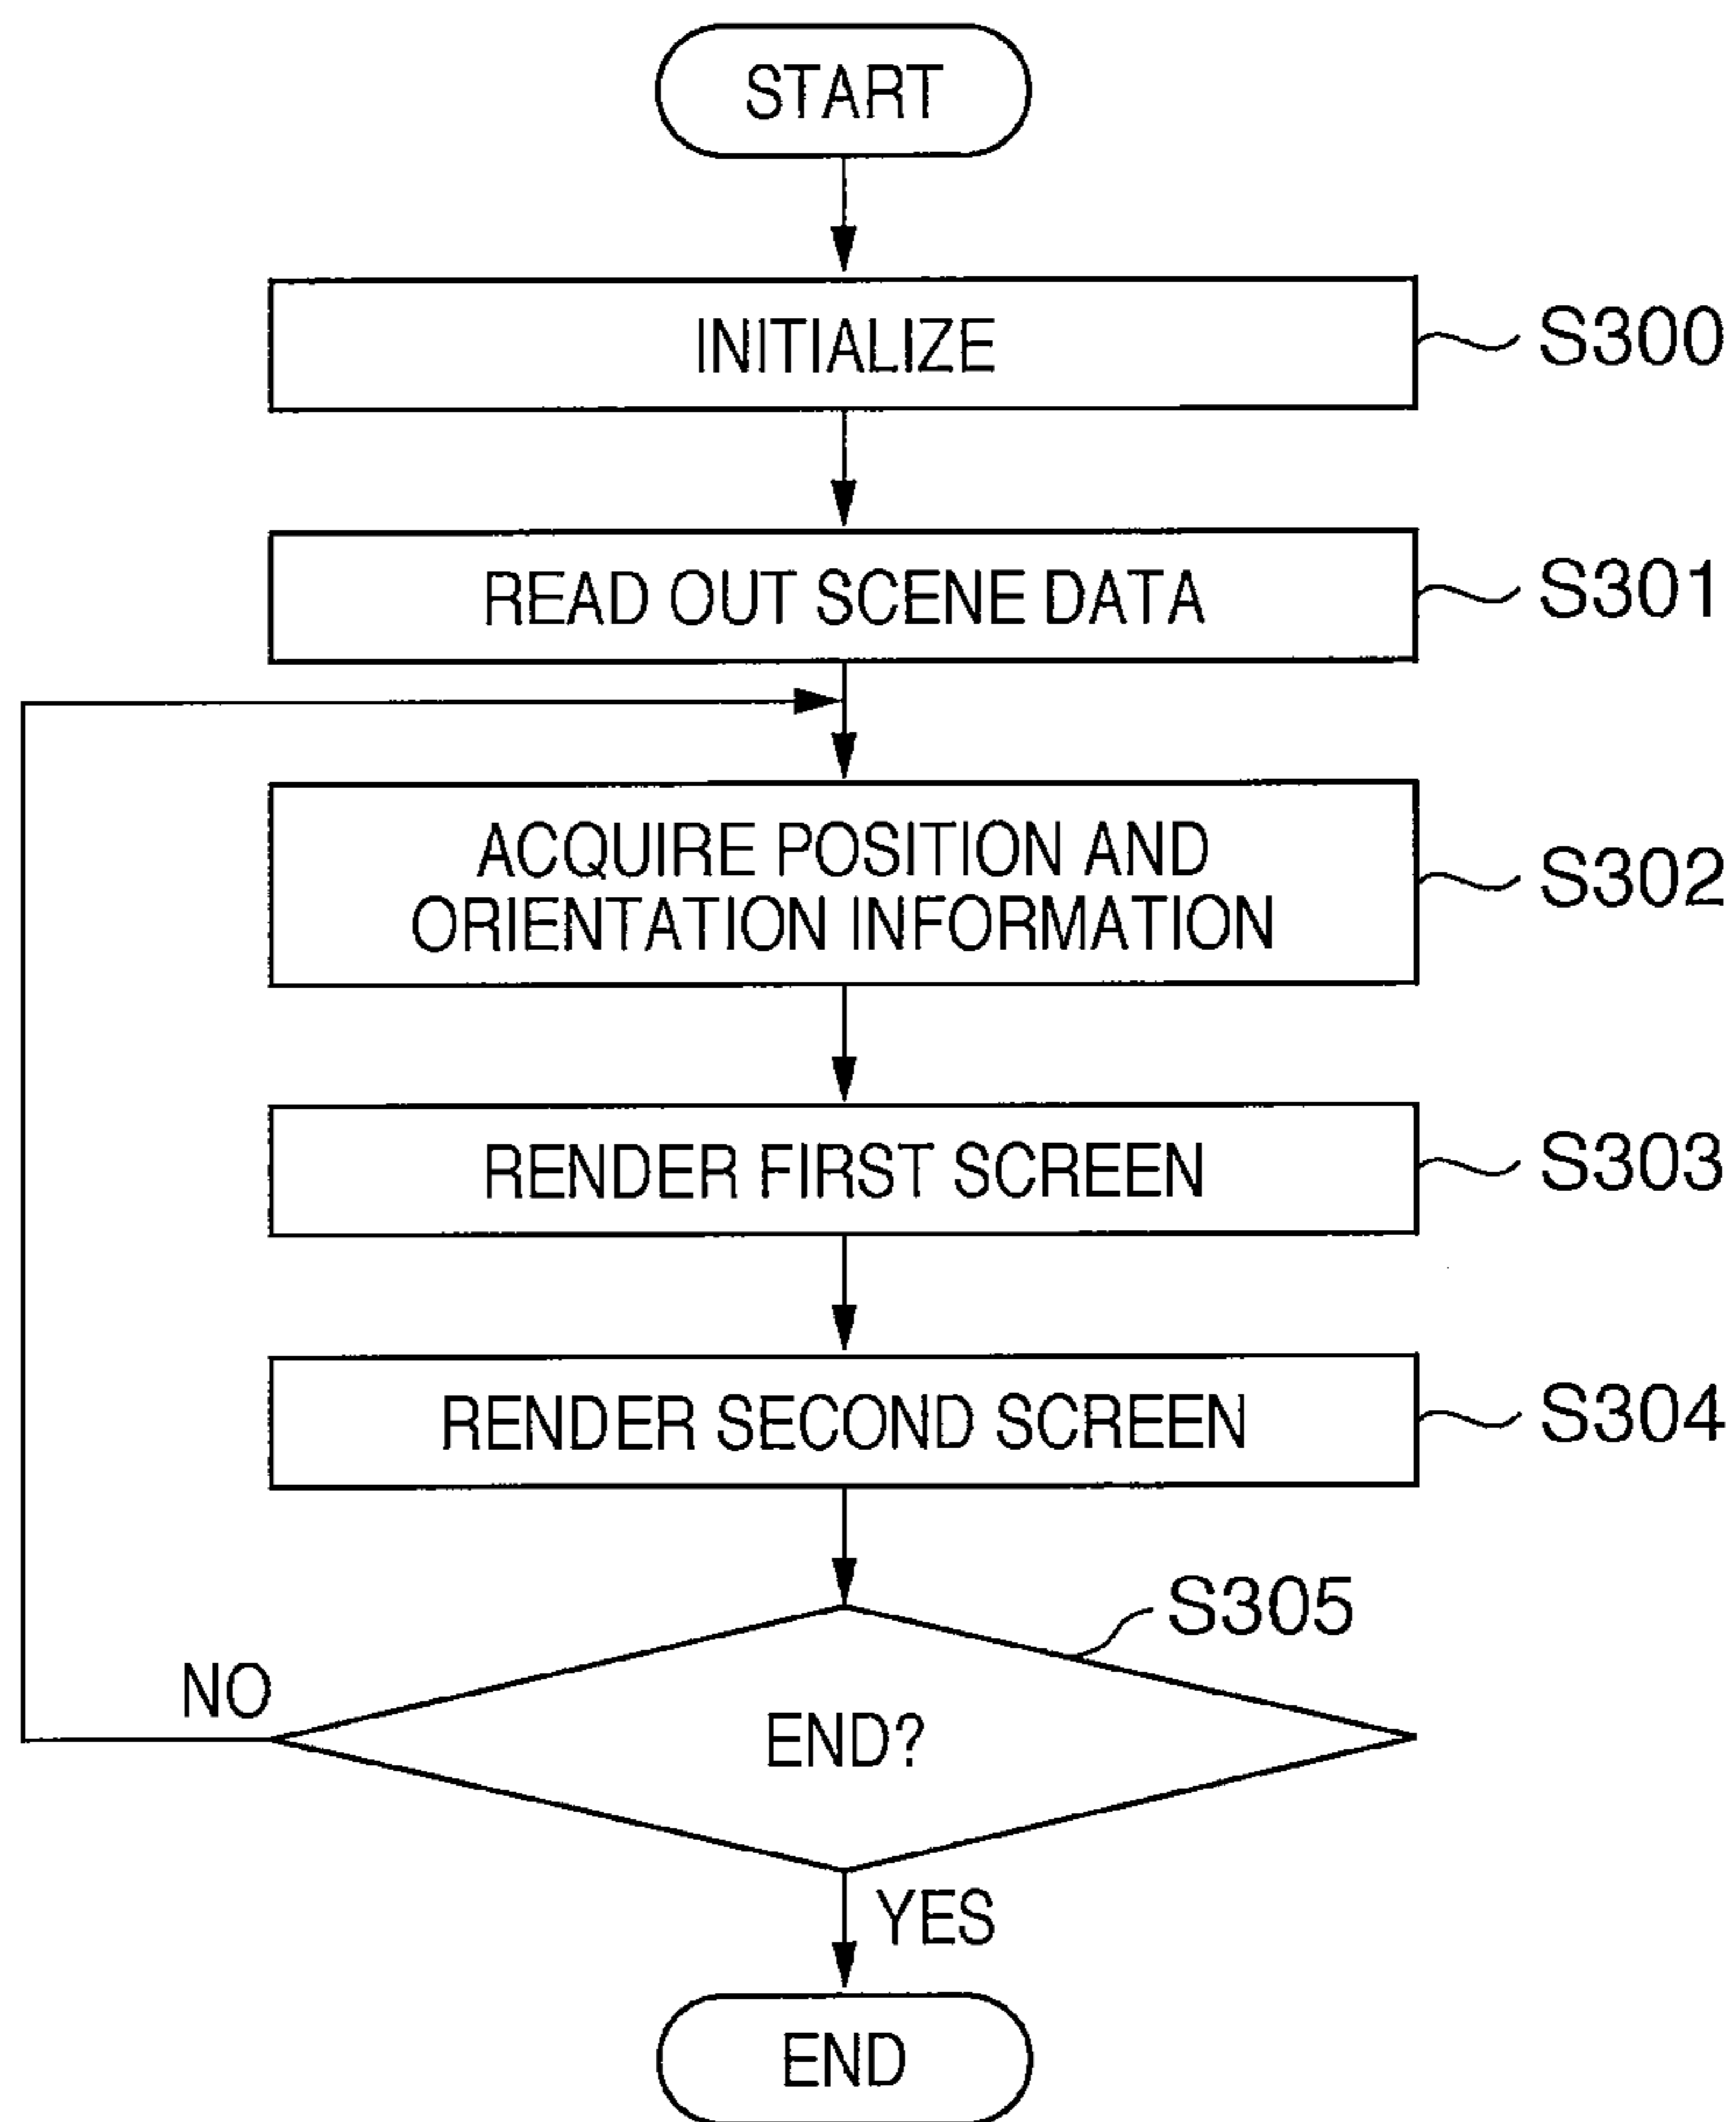 START
INITIALIZE
S300
READ OUT SCENE DATA
S301
ACQUIRE POSITION AND
ORIENTATION INFORMATION
S302
RENDER FIRST SCREEN
S303
RENDER SECOND SCREEN
S304
S305
NO
END?
YES
END